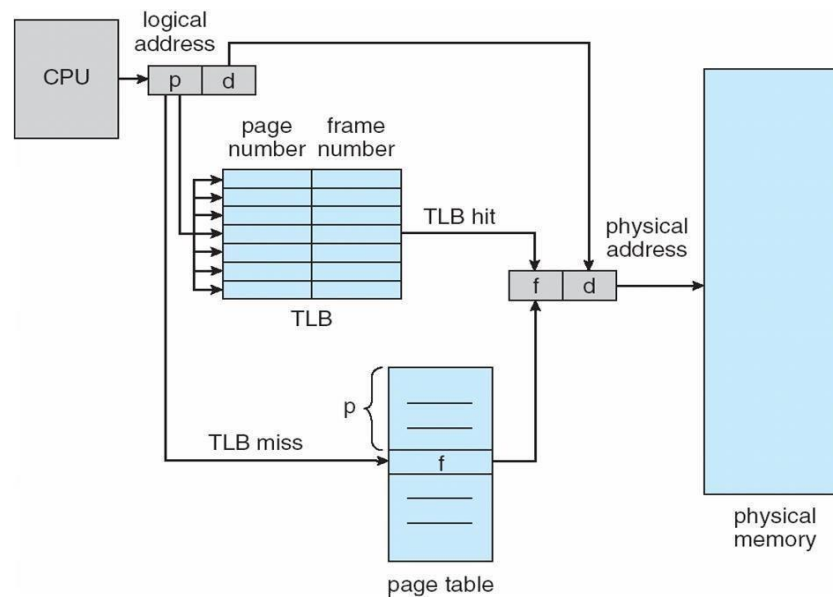 logical
address
CPU
p
d
page
number
frame
number
TLB hit
physical
address
f
d
TLB
p
TLB miss
f
physical
memory
page table